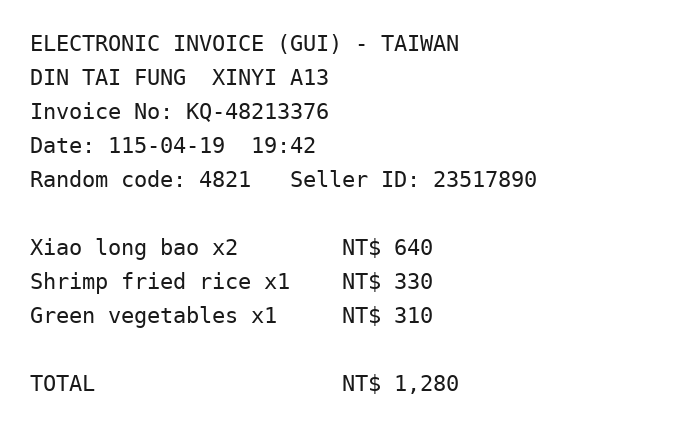 ELECTRONIC INVOICE (GUI) - TAIWAN
DIN TAI FUNG  XINYI A13
Invoice No: KQ-48213376
Date: 115-04-19  19:42
Random code: 4821   Seller ID: 23517890
Xiao long bao x2        NT$ 640
Shrimp fried rice x1    NT$ 330
Green vegetables x1     NT$ 310
TOTAL                   NT$ 1,280